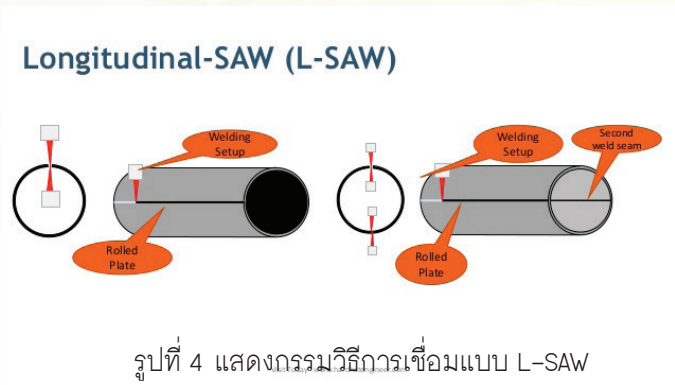 Longitudinal-SAW (L-SAW)
Welding
Setup
Rolled
Plate
Welding
Setup
Second
weld seam
Rolled
Plate
รูปที่ 4 แสดงกรรมวิธีการเชื่อมแบบ L-SAW